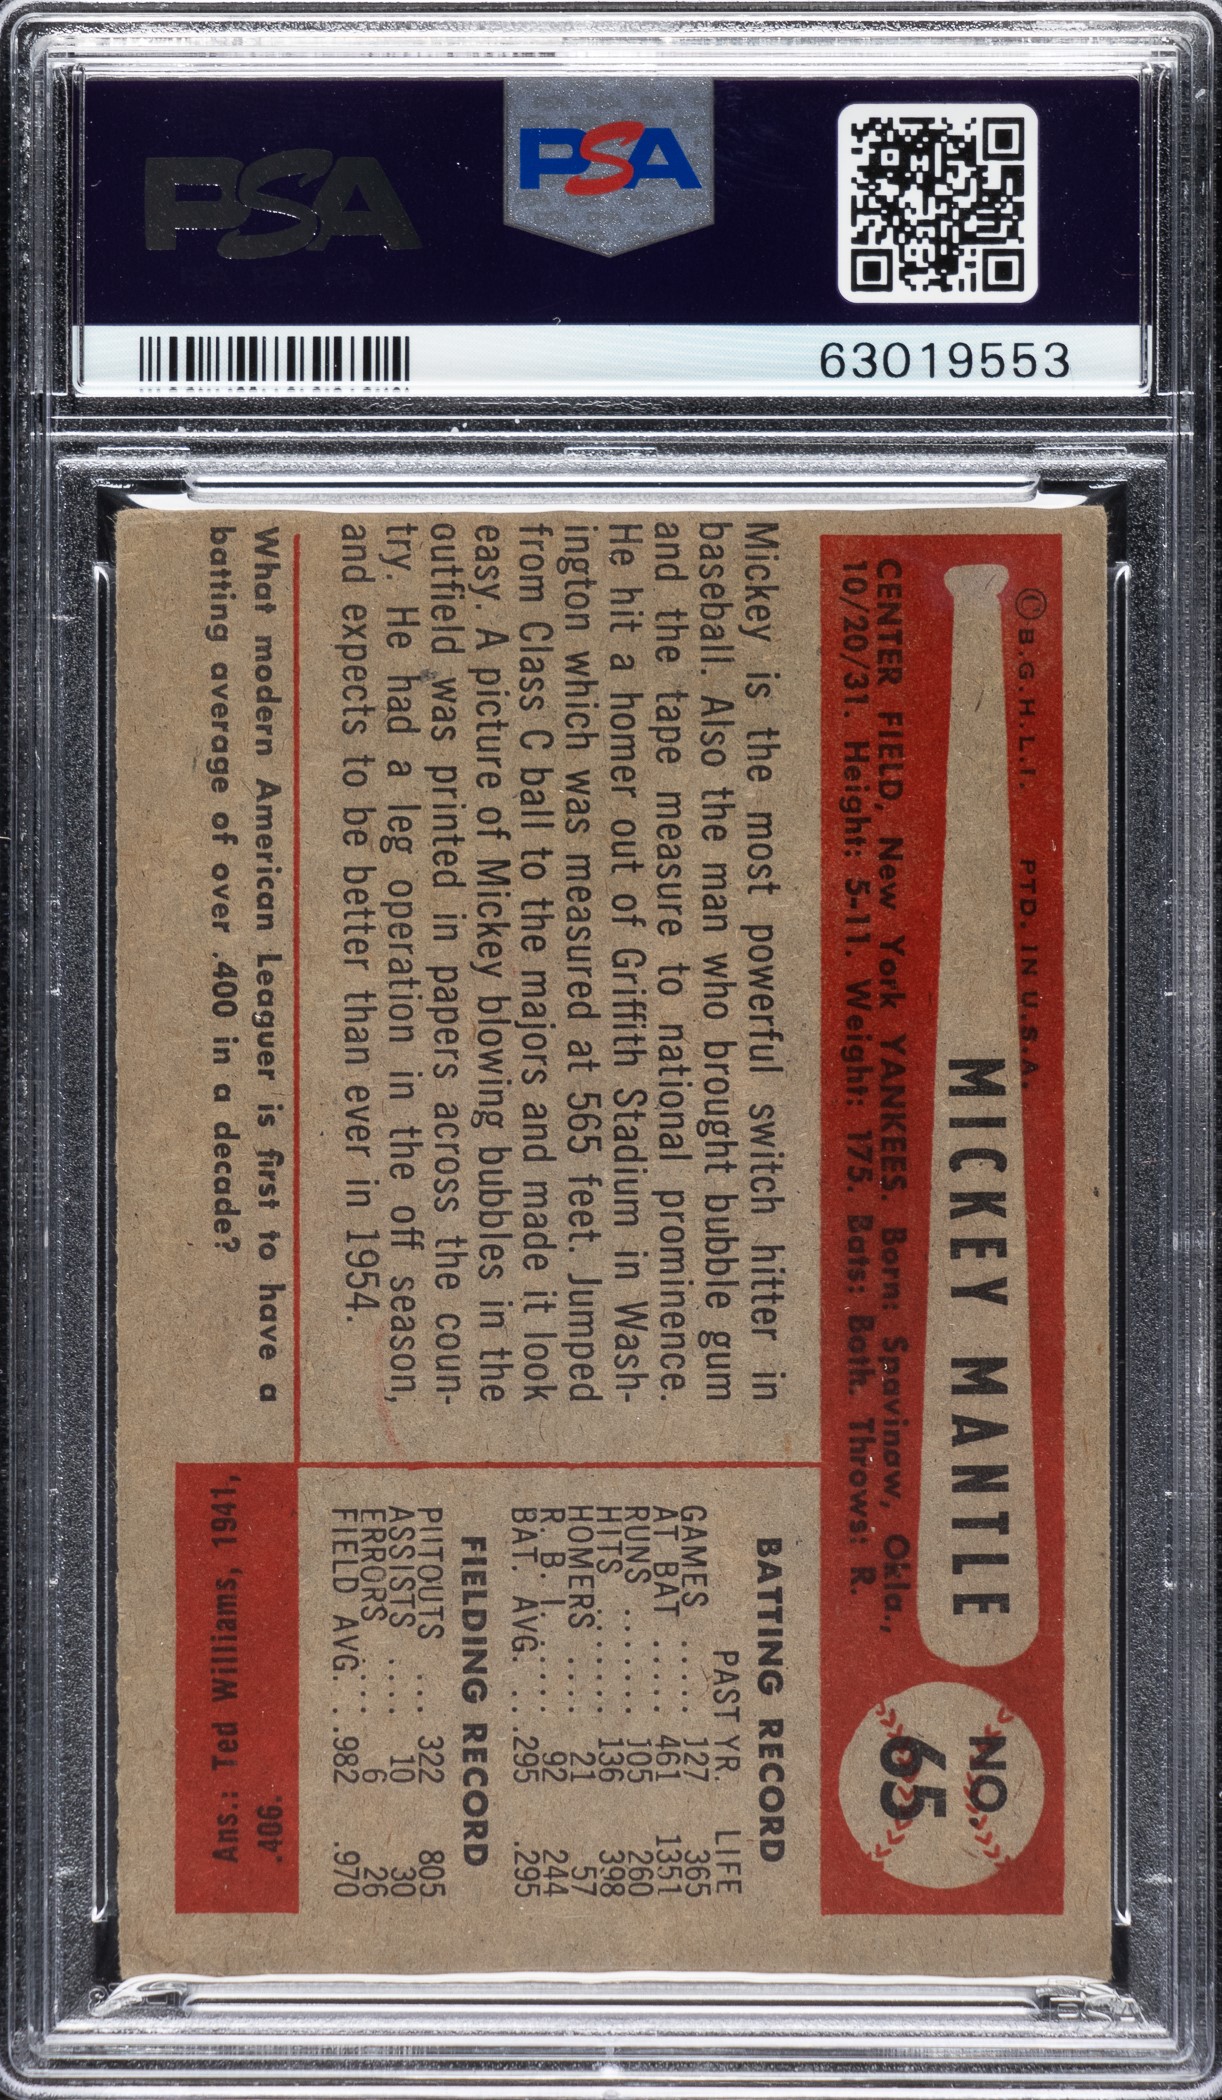 PSA
PSA
63019553
©B.G.H.L.I. PTD. IN U.S.A.
MICKEY MANTLE
NO.
65
CENTER FIELD, New York YANKEES. Born: Spavinaw, Okla.,
10/20/31. Height: 5-11. Weight: 175. Bats: Both. Throws: R.
Mickey is the most powerful switch hitter in
baseball. Also the man who brought bubble gum
and the tape measure to national prominence.
He hit a homer out of Griffith Stadium in Wash-
ington which was measured at 565 feet. Jumped
from Class C ball to the majors and made it look
easy. A picture of Mickey blowing bubbles in the
outfield was printed in papers across the coun-
try. He had a leg operation in the off season,
and expects to be better than ever in 1954.
BATTING RECORD
PAST YR. LIFE
GAMES .... 127 365
AT BAT ..... 461 1351
RUNS ....... 105 260
HITS ....... 136 398
HOMERS .... 21 57
R. B. I. ..... 92 244
BAT. AVG. ...295 .295
FIELDING RECORD
PUTOUTS ... 322 805
ASSISTS .... 10 30
ERRORS .... 6 26
FIELD AVG. ..982 .970
What modern American Leaguer is first to have a
batting average of over .400 in a decade?
Ans.: Ted Williams, 1941,
.406.